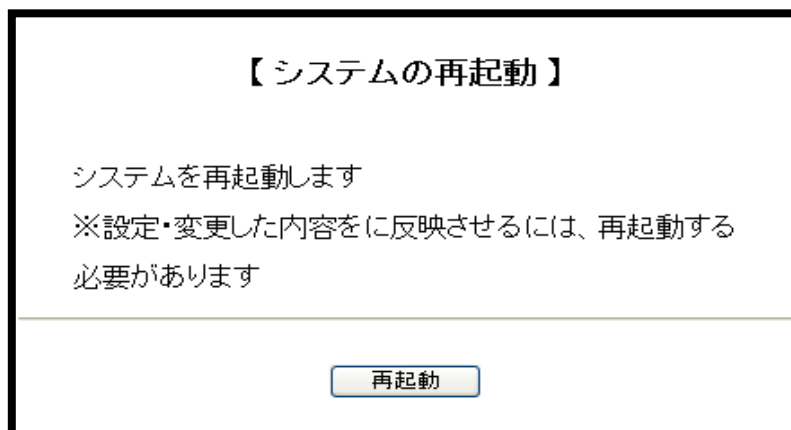 【 システムの再起動 】
システムを再起動します
※設定・変更した内容をに反映させるには、再起動する
必要があります
再起動